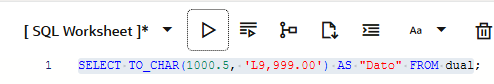 [ SQL Worksheet ]* Aa
1 SELECT TO_CHAR(1000.5, 'L9,999.00') AS "Dato" FROM dual;